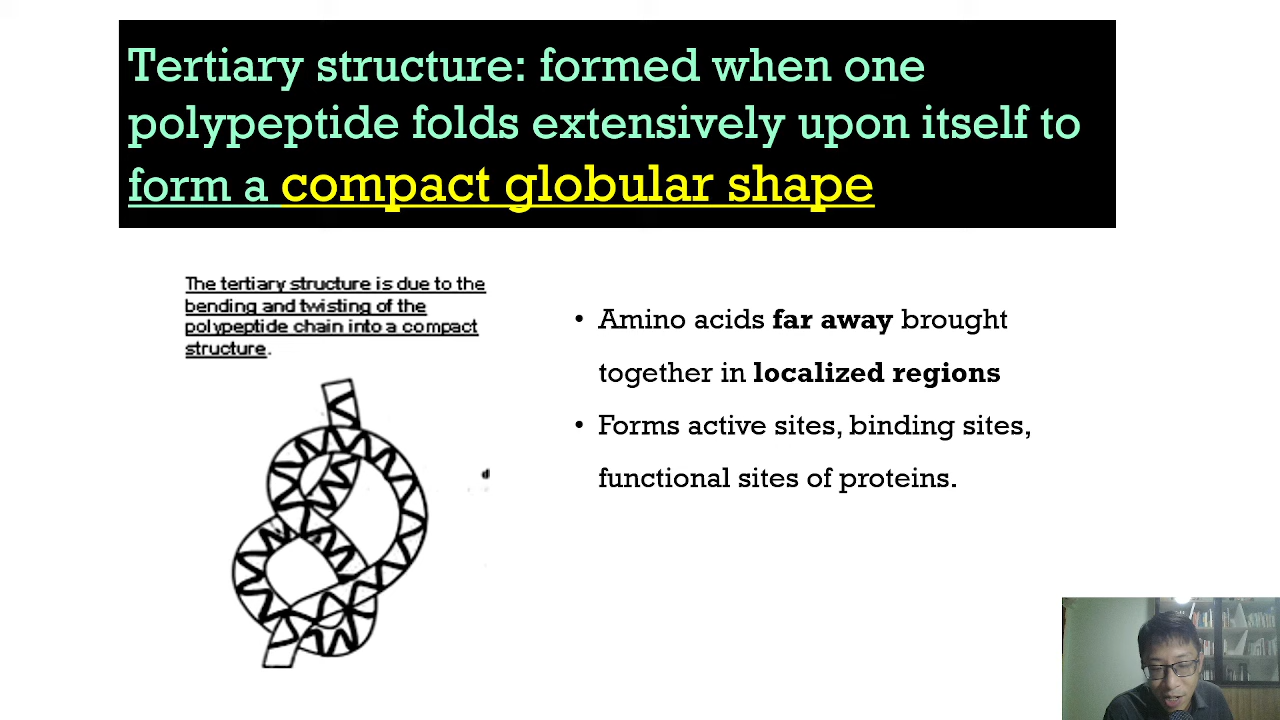 Tertiary structure: formed when one
polypeptide folds extensively upon itself to
form a compact globular shape
The tertiary structure is due to the
bending and twisting of the
polypeptide chain into a compact
structure.
• Amino acids far away brought
together in localized regions
• Forms active sites, binding sites,
functional sites of proteins.
d